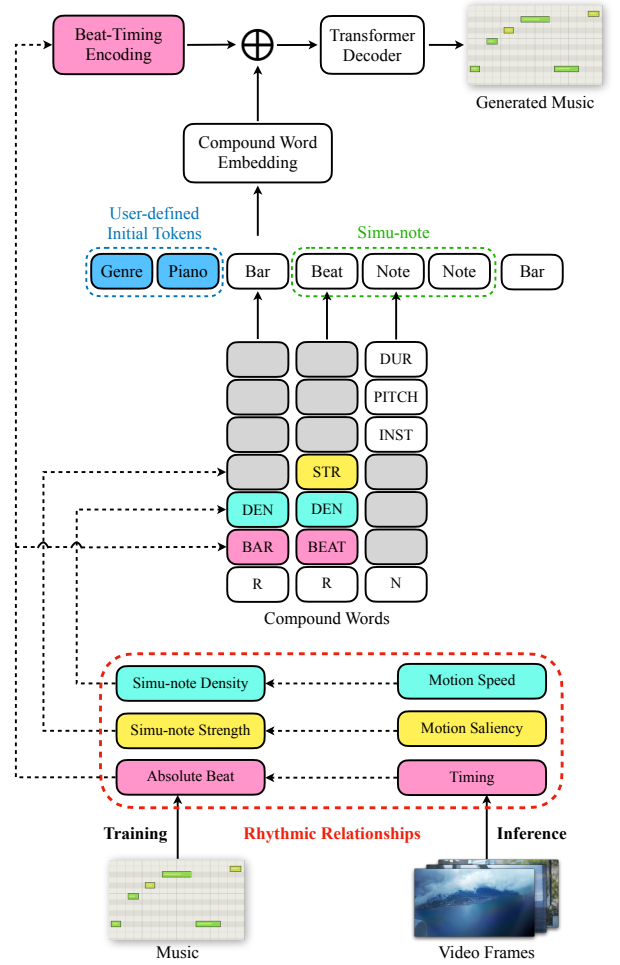 Beat-Timing
Encoding
Transformer
Decoder
Generated Music
Compound Word
Embedding
User-defined
Initial Tokens
Simu-note
Genre
Piano
Bar
Beat
Note
Note
Bar
DUR
PITCH
INST
STR
DEN
DEN
BAR
BEAT
R
R
N
Compound Words
Simu-note Density
Motion Speed
Simu-note Strength
Motion Saliency
Absolute Beat
Timing
Training
Rhythmic Relationships
Inference
Music
Video Frames